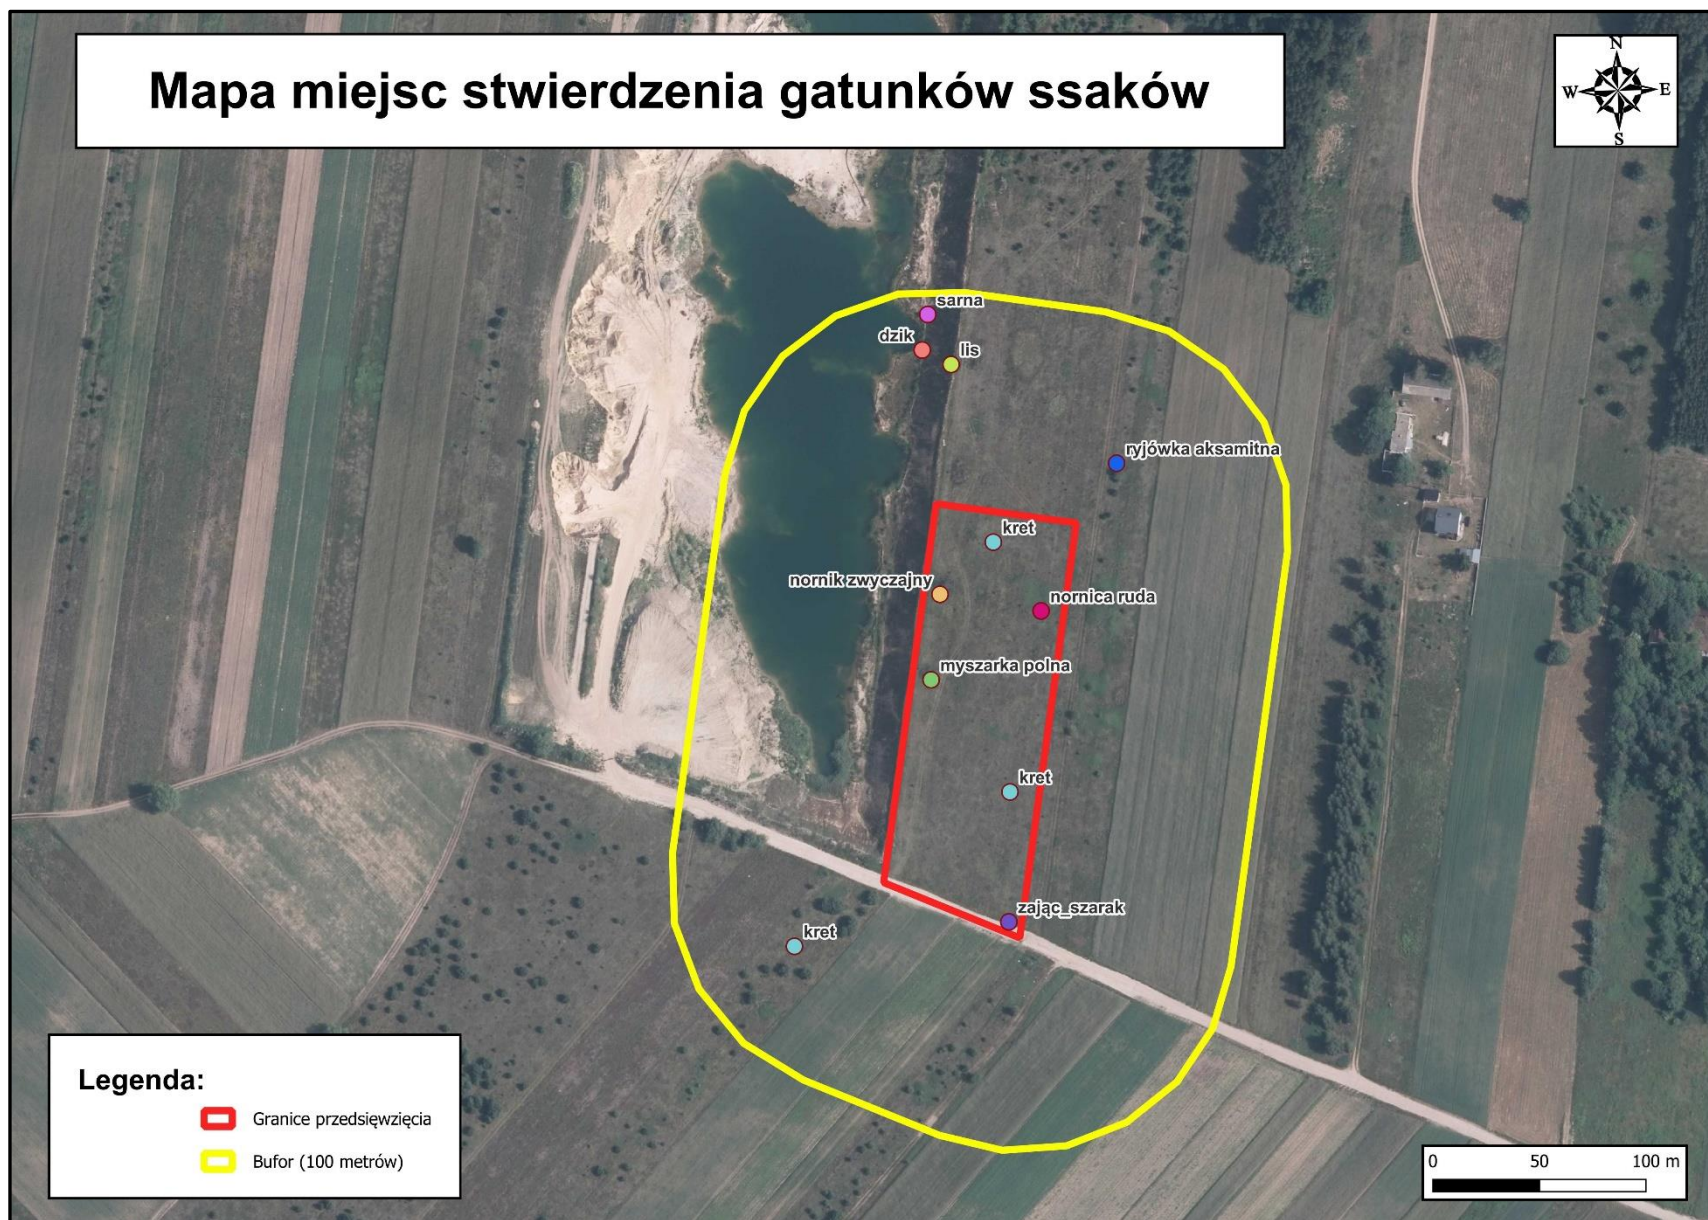 Mapa miejsc stwierdzenia gatunków ssaków
N
W E
S
sarna
dzik
lis
ryjówka aksamitna
kret
nornik zwyczajny
nornica ruda
myszarka polna
kret
zając_szarak
kret
Legenda:
Granice przedsięwzięcia
Bufor (100 metrów)
0 50 100 m